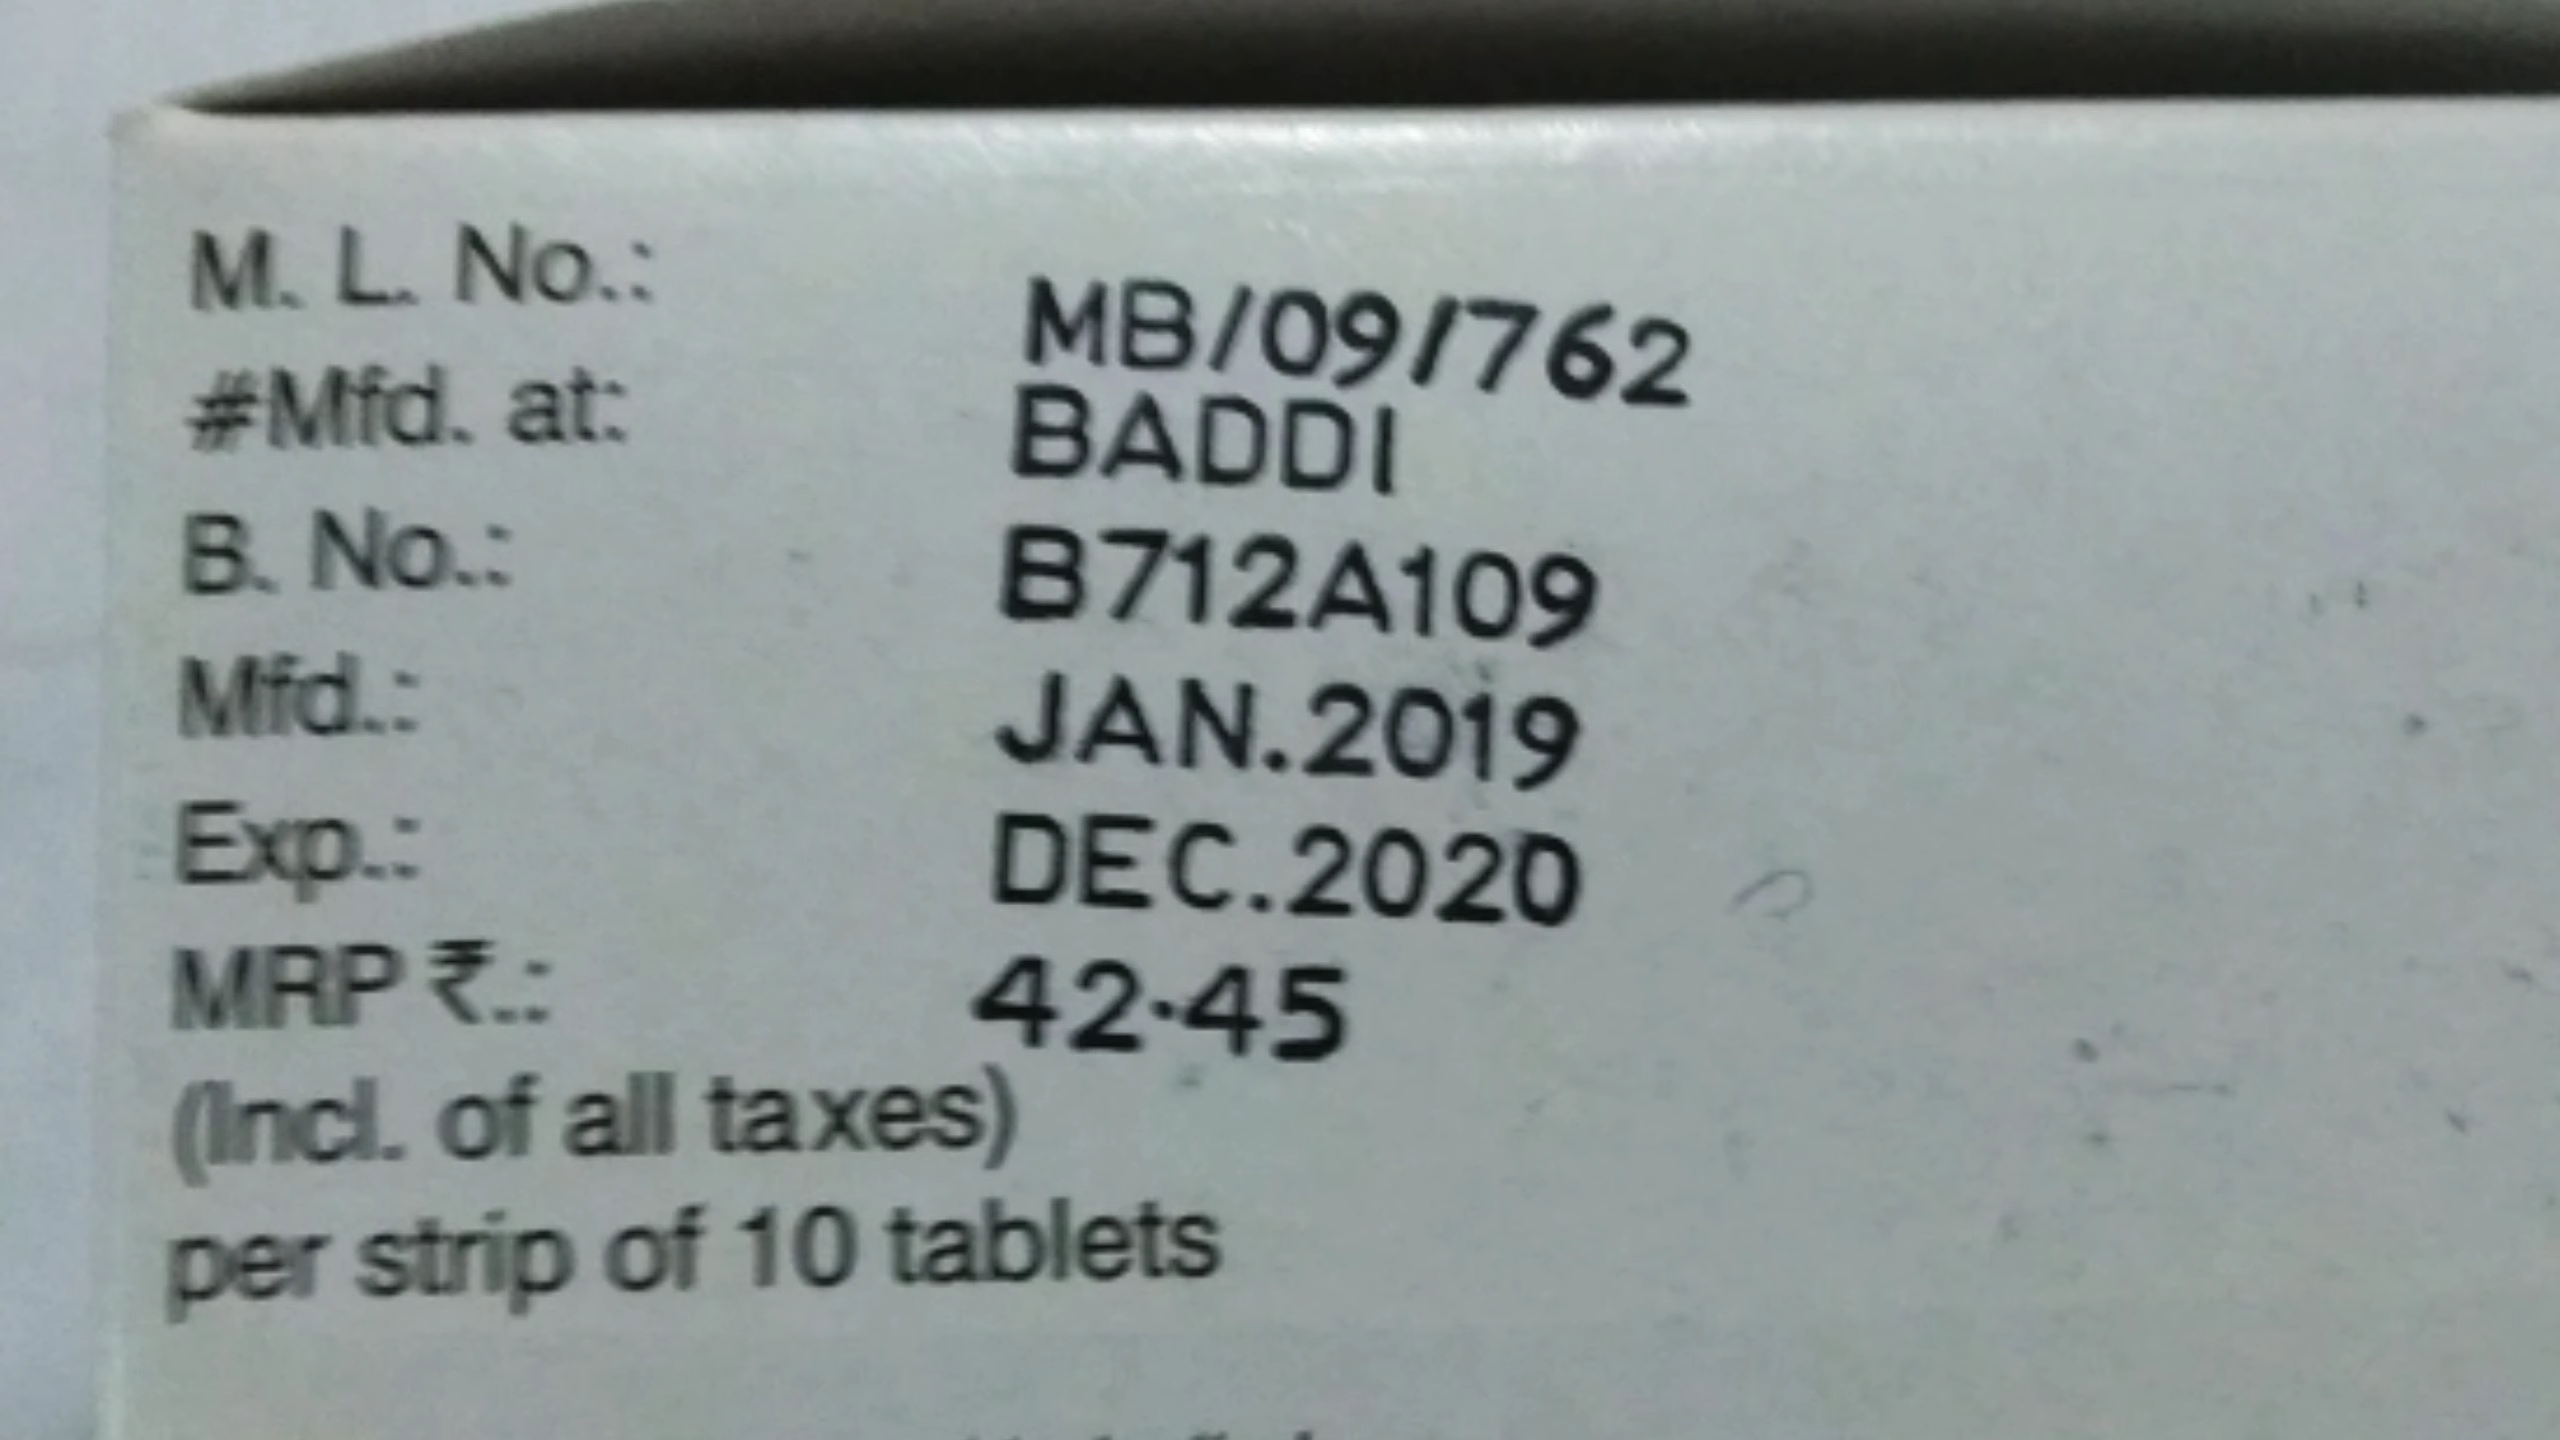 M. L. No.: MB/09/762
#Mfd. at: BADDI
B. No.: B712A109
Mfd.: JAN.2019
Exp.: DEC.2020
MRP ₹.: 42.45
(Incl. of all taxes)
per strip of 10 tablets